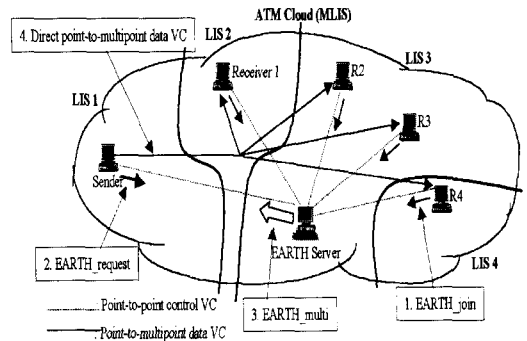 ATM Cloud (MLIS)
4. Direct point-to-multipoint data VC
LIS 2
LIS 3
LIS 1
Receiver 1
R2
R3
Sender
R4
EARTH Server
2. EARTH_request
3. EARTH_multi
1. EARTH_join
LIS 4
: Point-to-point control VC
: Point-to-multipoint data VC